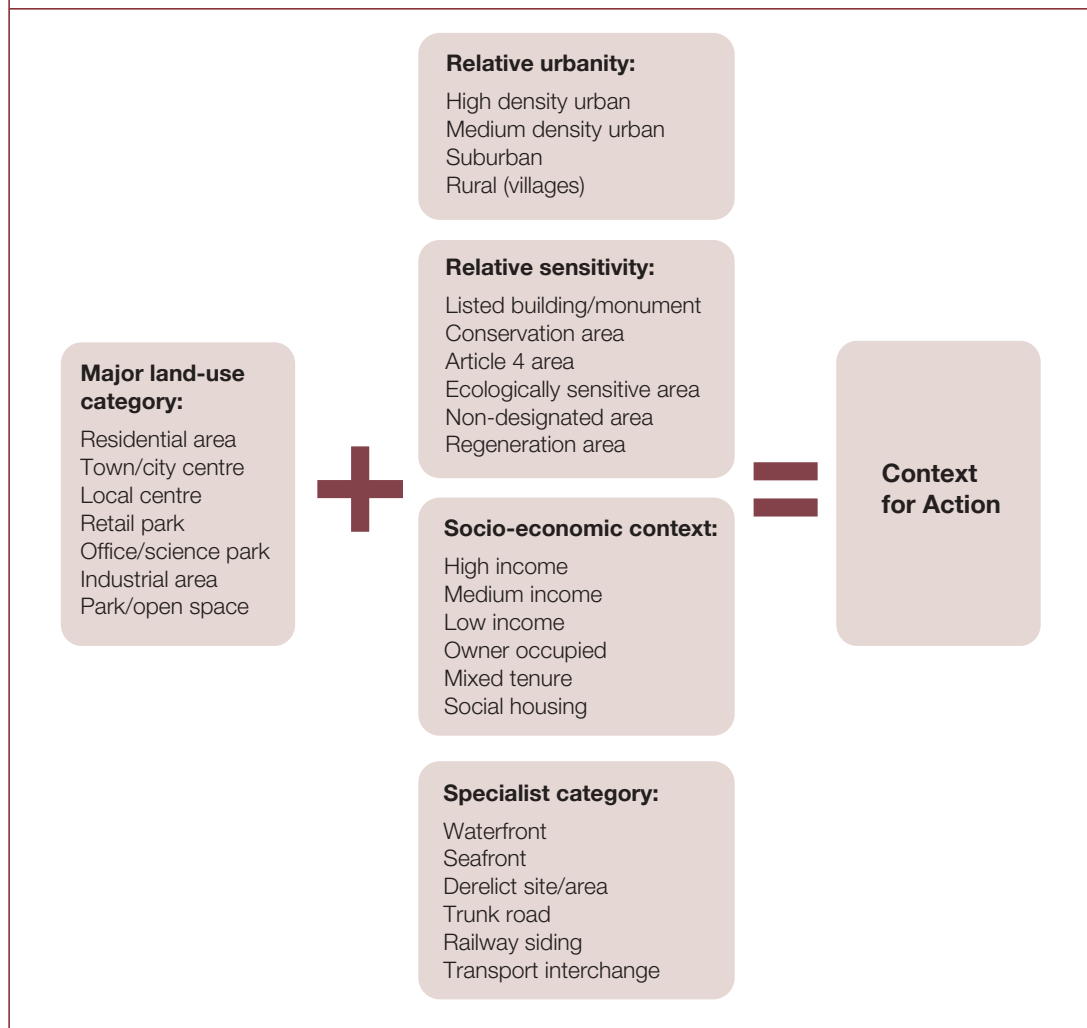 Major land-use
category:
Residential area
Town/city centre
Local centre
Retail park
Office/science park
Industrial area
Park/open space
+
Relative urbanity:
High density urban
Medium density urban
Suburban
Rural (villages)
Relative sensitivity:
Listed building/monument
Conservation area
Article 4 area
Ecologically sensitive area
Non-designated area
Regeneration area
Socio-economic context:
High income
Medium income
Low income
Owner occupied
Mixed tenure
Social housing
Specialist category:
Waterfront
Seafront
Derelict site/area
Trunk road
Railway siding
Transport interchange
=
Context
for Action